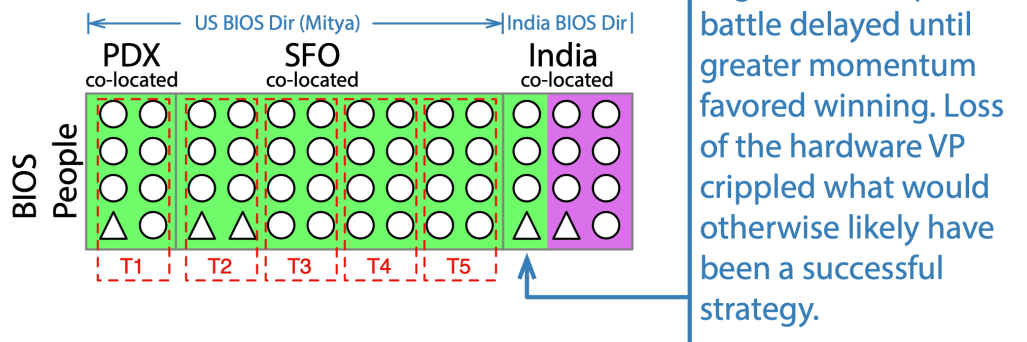 US BIOS Dir (Mitya)
India BIOS Dir
PDX
co-located
SFO
co-located
India
co-located
BIOS
People
T1
T2
T3
T4
T5
battle delayed until
greater momentum
favored winning. Loss
of the hardware VP
crippled what would
otherwise likely have
been a successful
strategy.